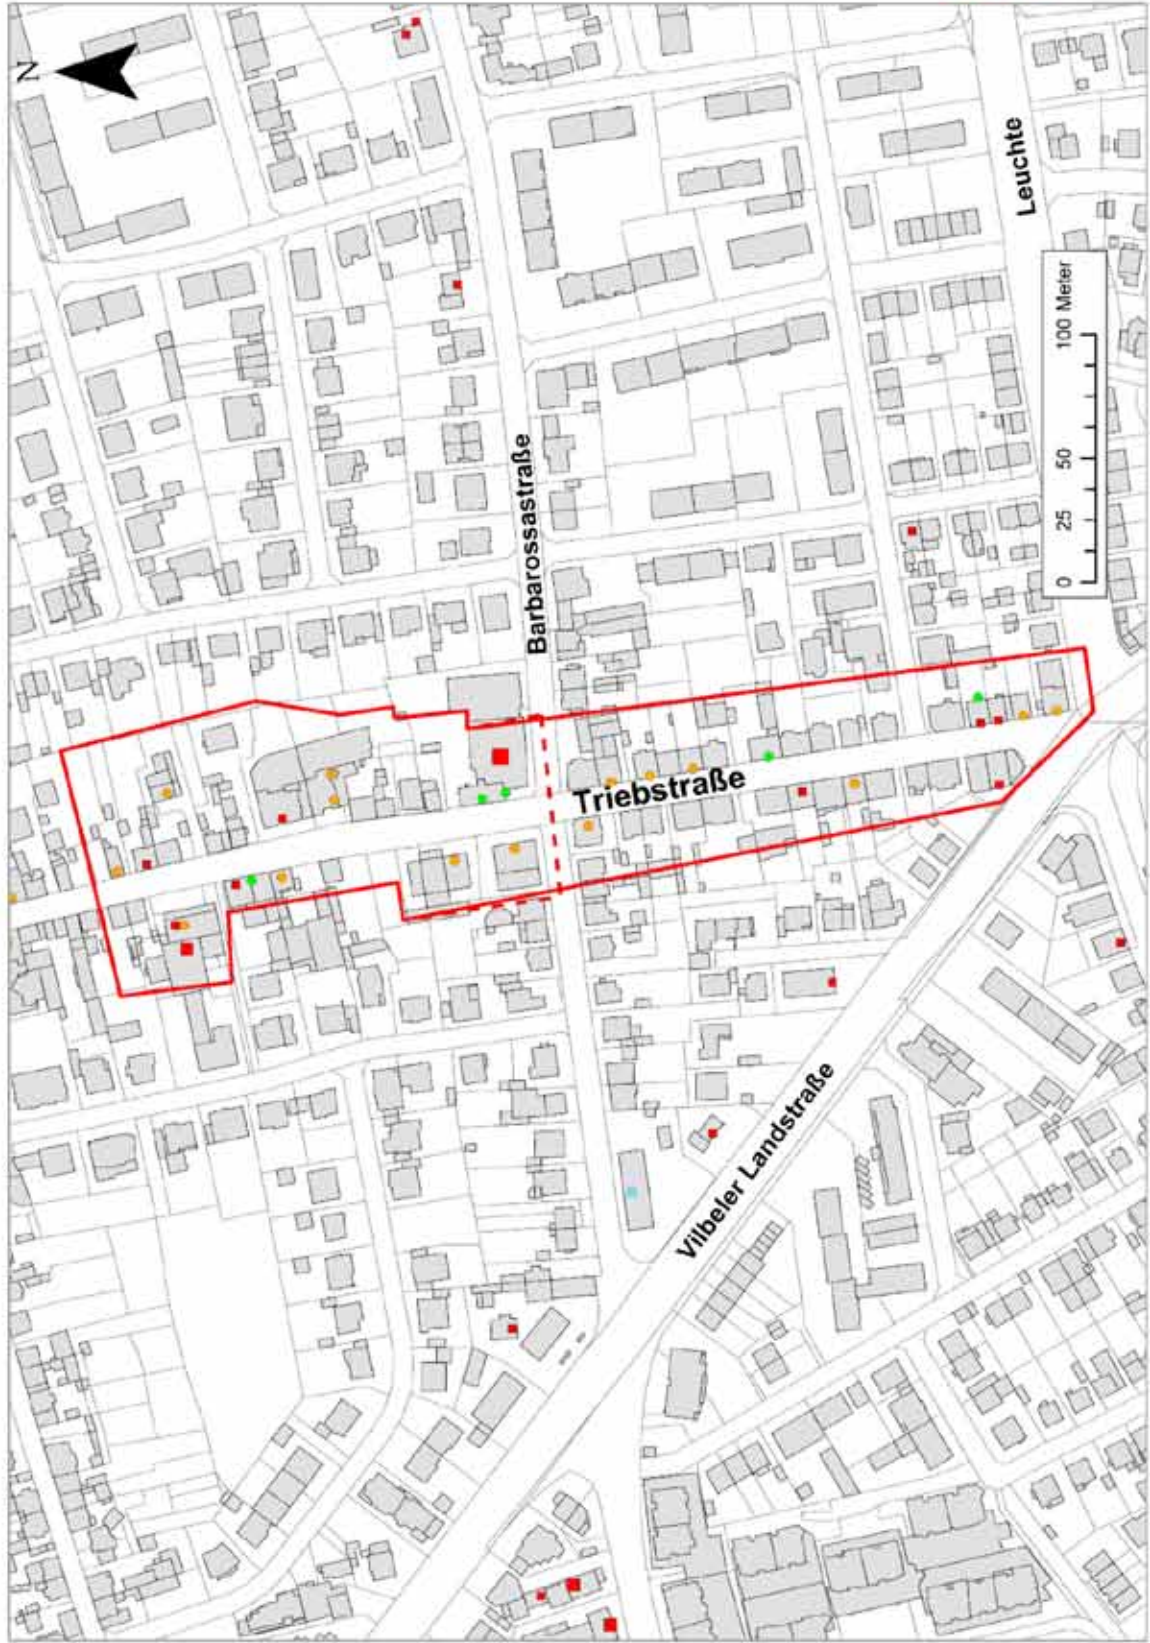 N
Leuchte
Barbarossastraße
0 25 50 100 Meter
Triebstraße
Vilbeler Landstraße